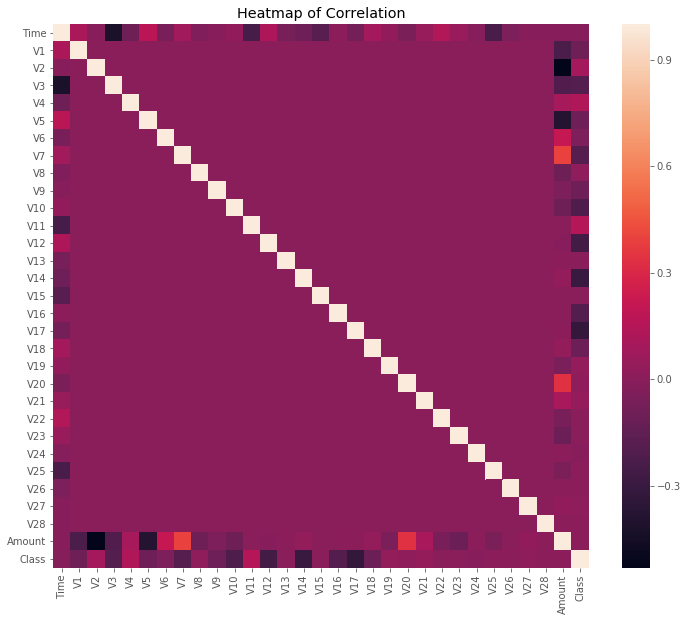 Heatmap of Correlation
Time
V1
V2
V3
V4
V5
V6
V7
V8
V9
V10
V11
V12
V13
V14
V15
V16
V17
V18
V19
V20
V21
V22
V23
V24
V25
V26
V27
V28
Amount
Class
Time V1 V2 V3 V4 V5 V6 V7 V8 V9 V10 V11 V12 V13 V14 V15 V16 V17 V18 V19 V20 V21 V22 V23 V24 V25 V26 V27 V28 Amount Class
0.9
0.6
0.3
0.0
−0.3